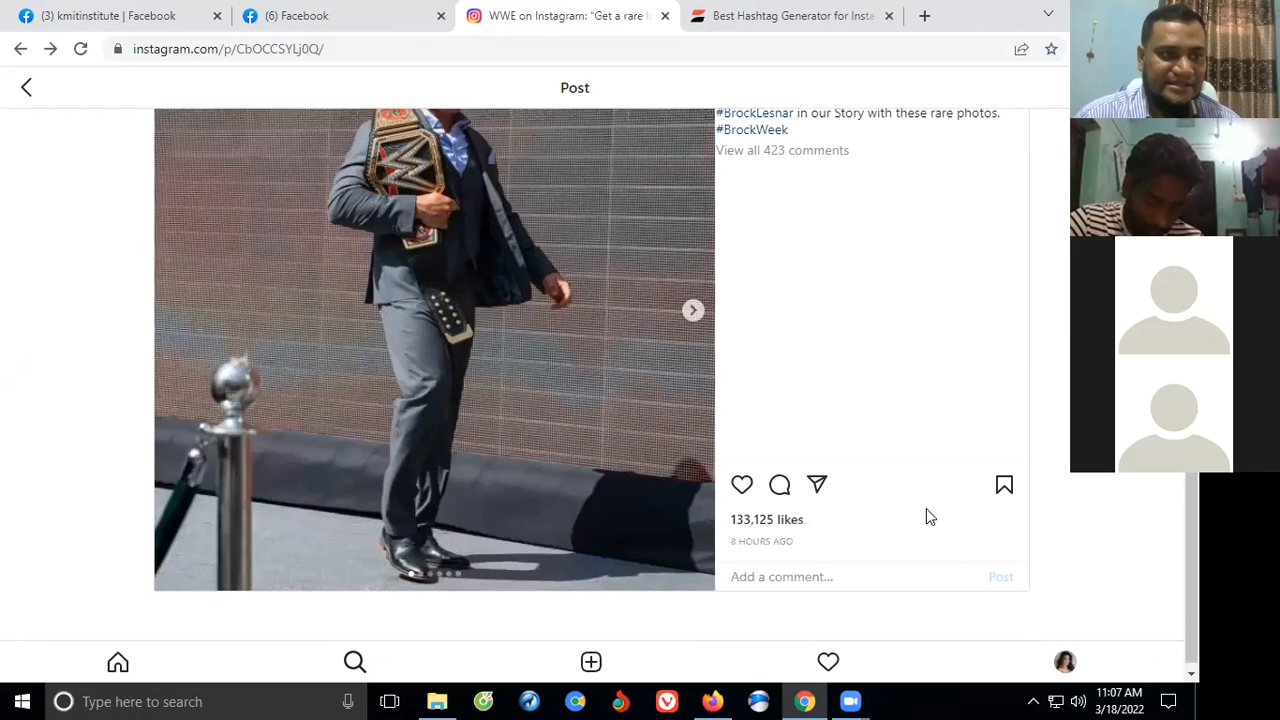 (3) kmitinstitute | Facebook
(6) Facebook
WWE on Instagram: “Get a rare l
Best Hashtag Generator for Insta
instagram.com/p/CbOCCSYLj0Q/
Post
#BrockLesnar in our Story with these rare photos.
#BrockWeek
View all 423 comments
133,125 likes
8 HOURS AGO
Add a comment...
Post
Type here to search
11:07 AM
3/18/2022